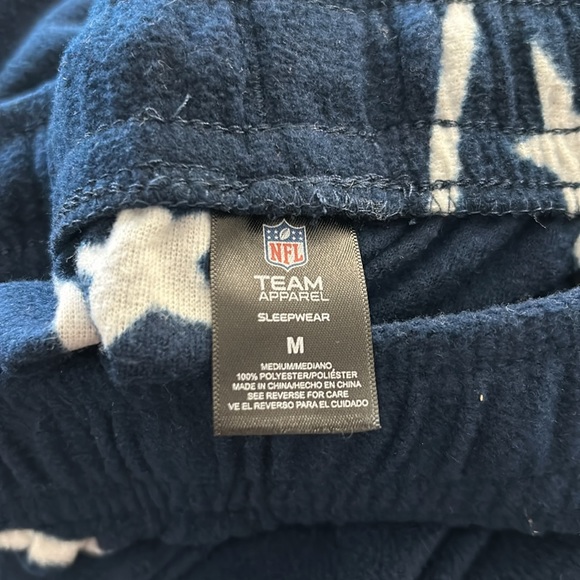 NFL
TEAM
APPAREL
SLEEPWEAR
M
MEDIUM/MEDIANO
100% POLYESTER/POLIÉSTER
MADE IN CHINA/HECHO EN CHINA
SEE REVERSE FOR CARE
VE EL REVERSO PARA EL CUIDADO